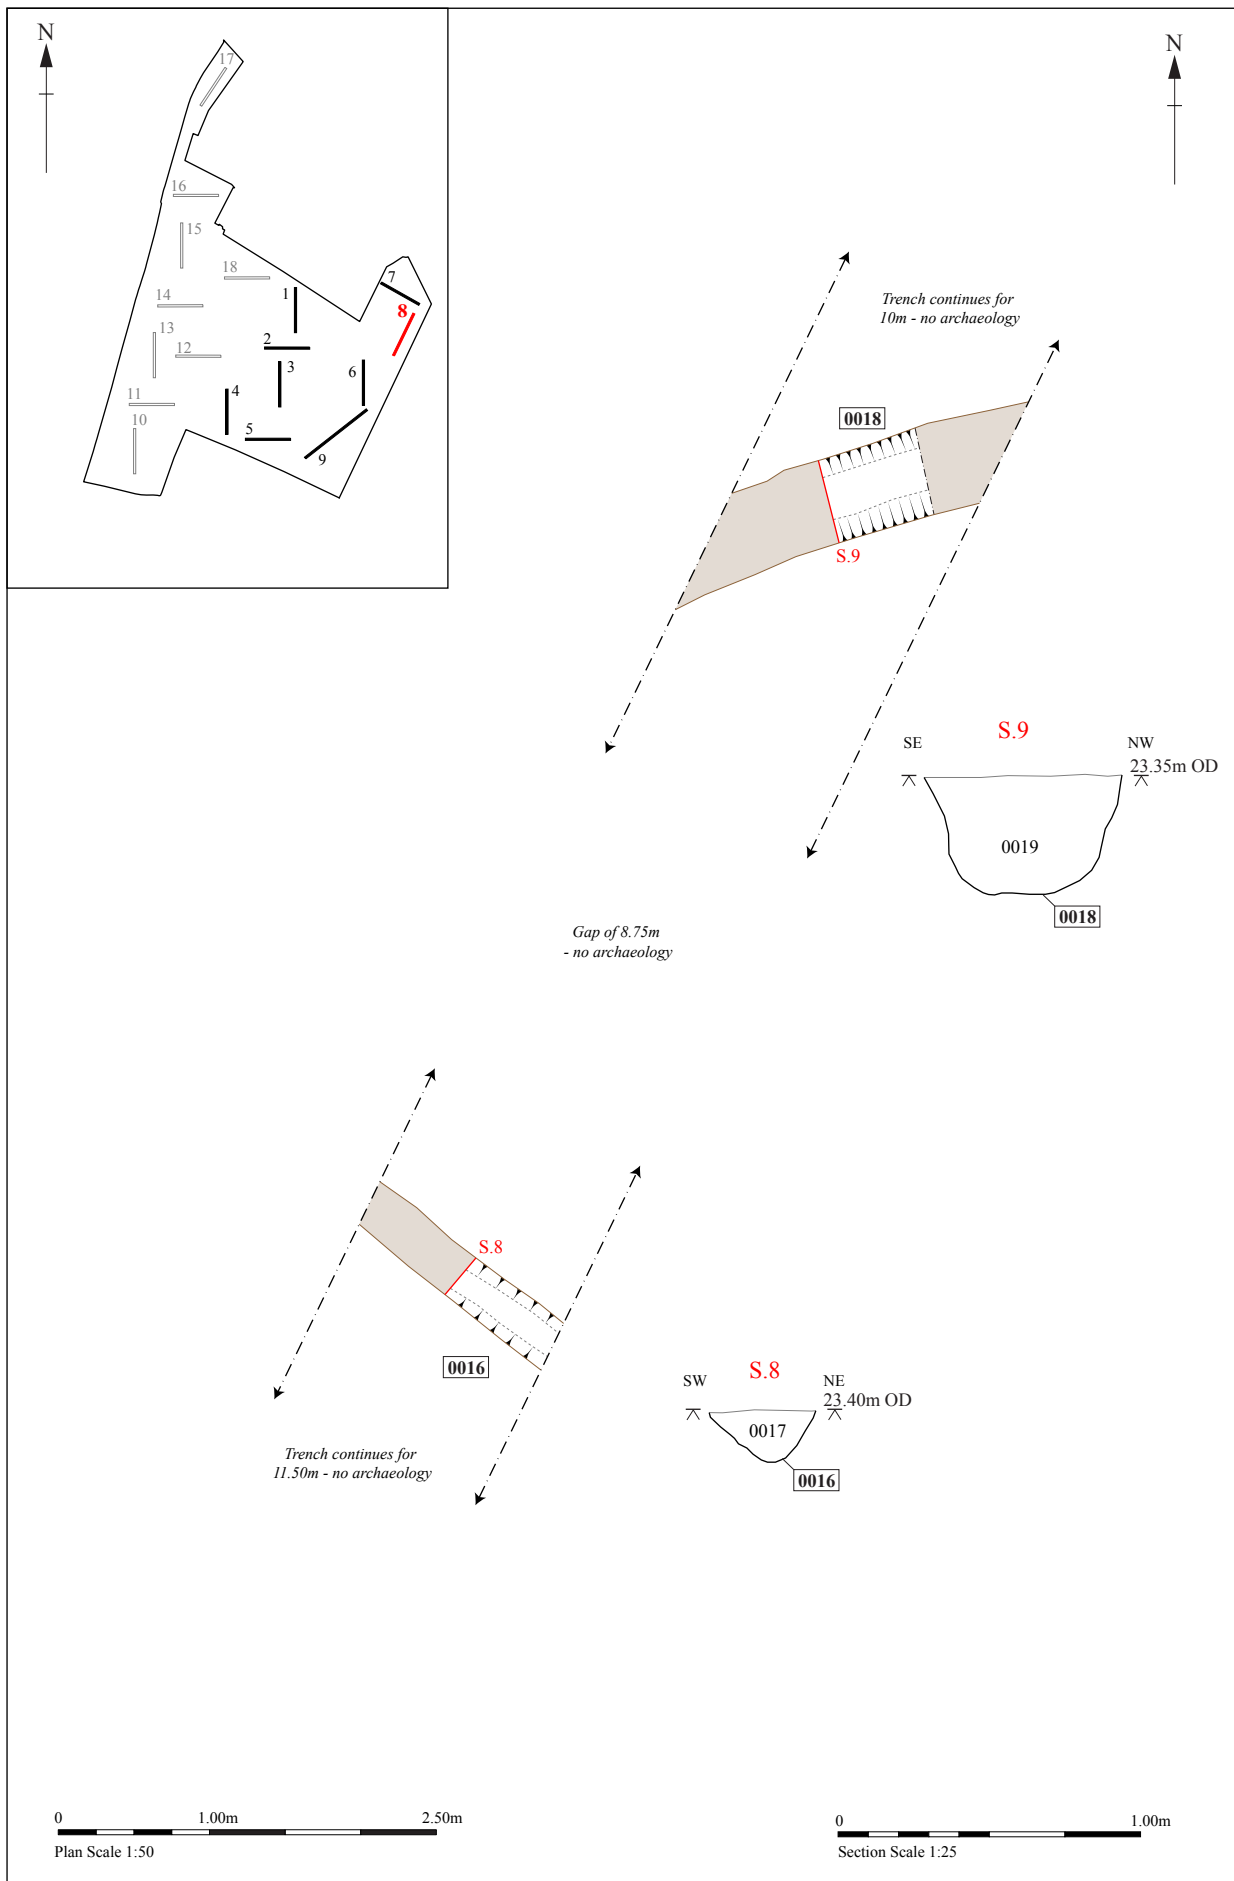 N
17
16
15
18
14
13
12
11
10
1
2
3
4
5
6
7
8
9
N
Trench continues for
10m - no archaeology
0018
S.9
S.9
SE
NW
23.35m OD
0019
0018
Gap of 8.75m
- no archaeology
S.8
0016
Trench continues for
11.50m - no archaeology
S.8
SW
NE
23.40m OD
0017
0016
0
1.00m
2.50m
Plan Scale 1:50
0
1.00m
Section Scale 1:25